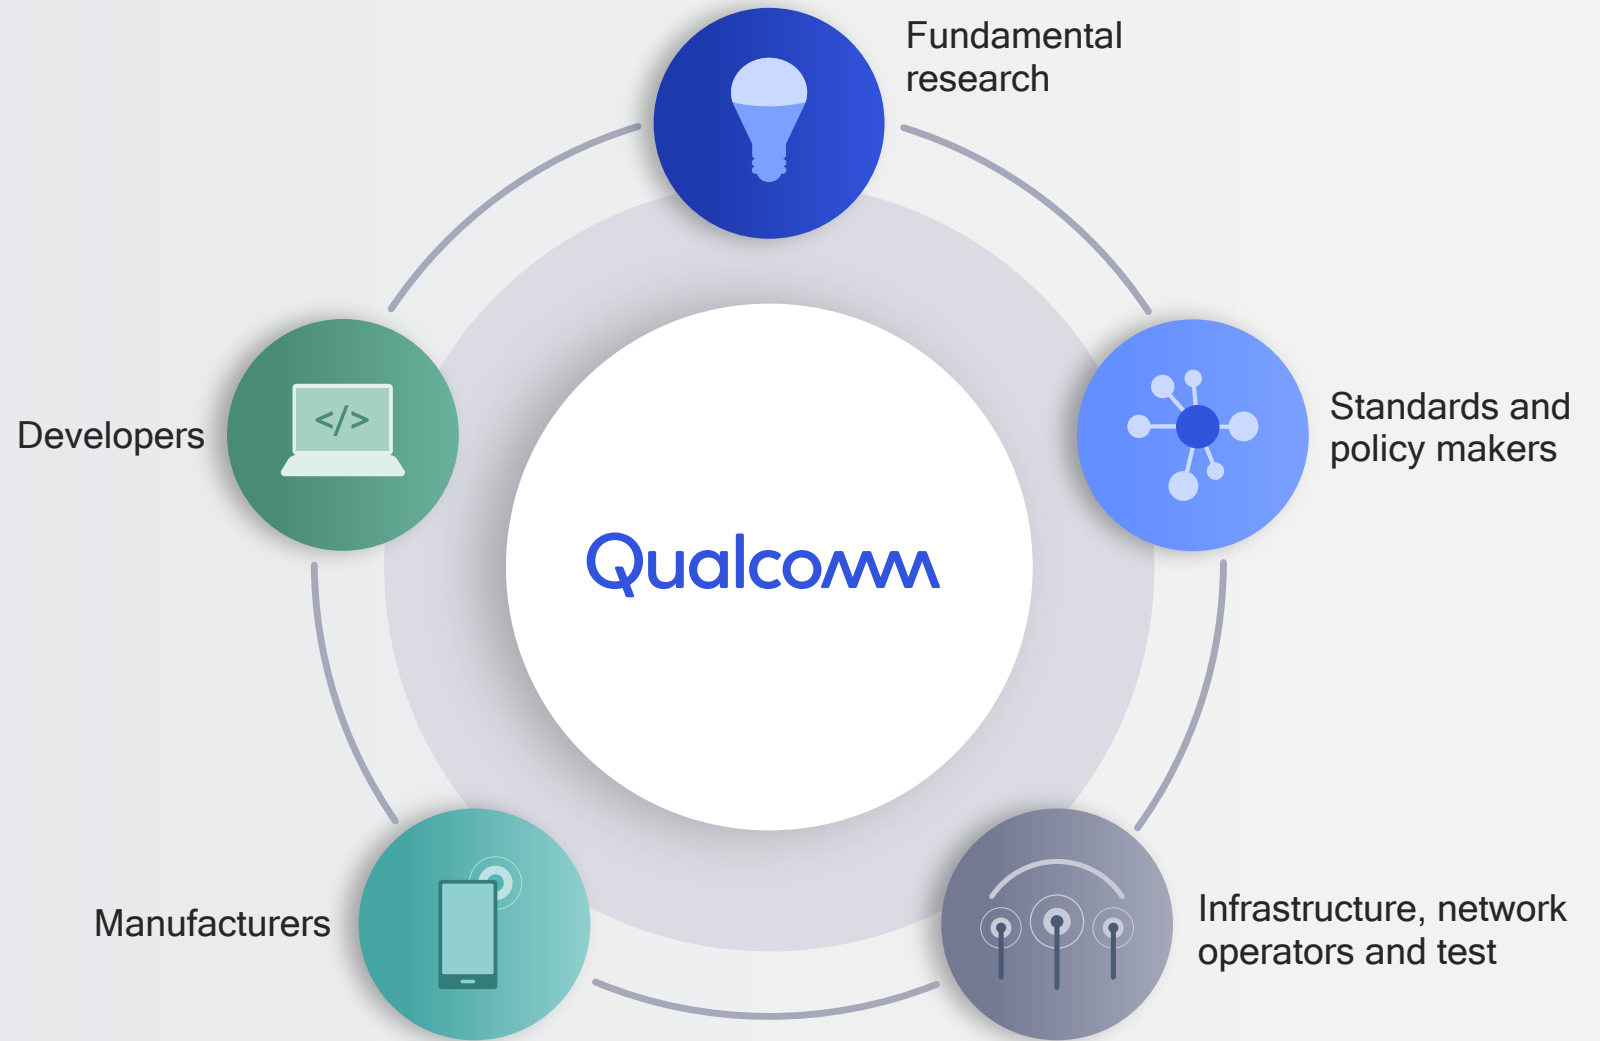 Fundamental
research
Standards and
policy makers
Developers
</>
Qualcomm
Manufacturers
Infrastructure, network
operators and test